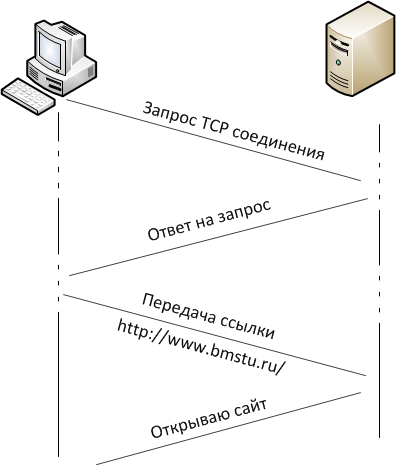 Запрос TCP соединения
Ответ на запрос
Передача ссылки
http://www.bmstu.ru/
Открываю сайт